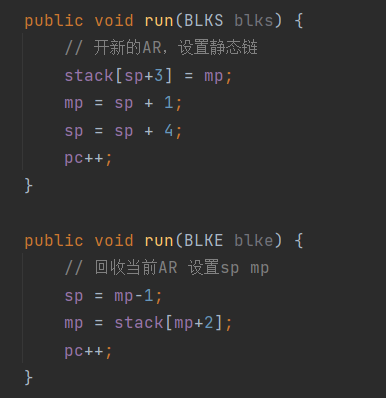 public void run(BLKS blks) {
// 开新的AR，设置静态链
stack[sp+3] = mp;
mp = sp + 1;
sp = sp + 4;
pc++;
}
public void run(BLKE blke) {
// 回收当前AR 设置sp mp
sp = mp-1;
mp = stack[mp+2];
pc++;
}